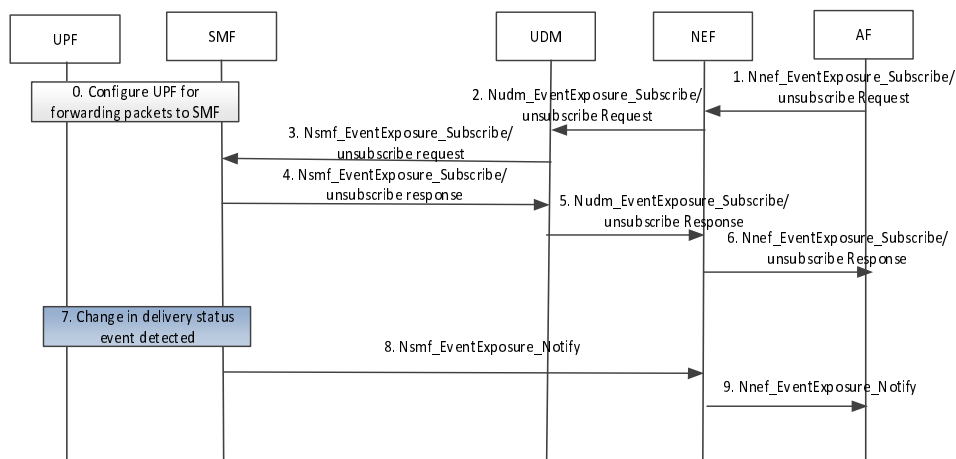 UPF
SMF
UDM
NEF
AF
0. Configure UPF for
forwarding packets to SMF
1. Nnef_EventExposure_Subscribe/
unsubscribe Request
2. Nudm_EventExposure_Subscribe/
unsubscribe Request
3. Nsmf_EventExposure_Subscribe/
unsubscribe request
4. Nsmf_EventExposure_Subscribe/
unsubscribe response
5. Nudm_EventExposure_Subscribe/
unsubscribe Response
6. Nnef_EventExposure_Subscribe/
unsubscribe Response
7. Change in delivery status
event detected
8. Nsmf_EventExposure_Notify
9. Nnef_EventExposure_Notify